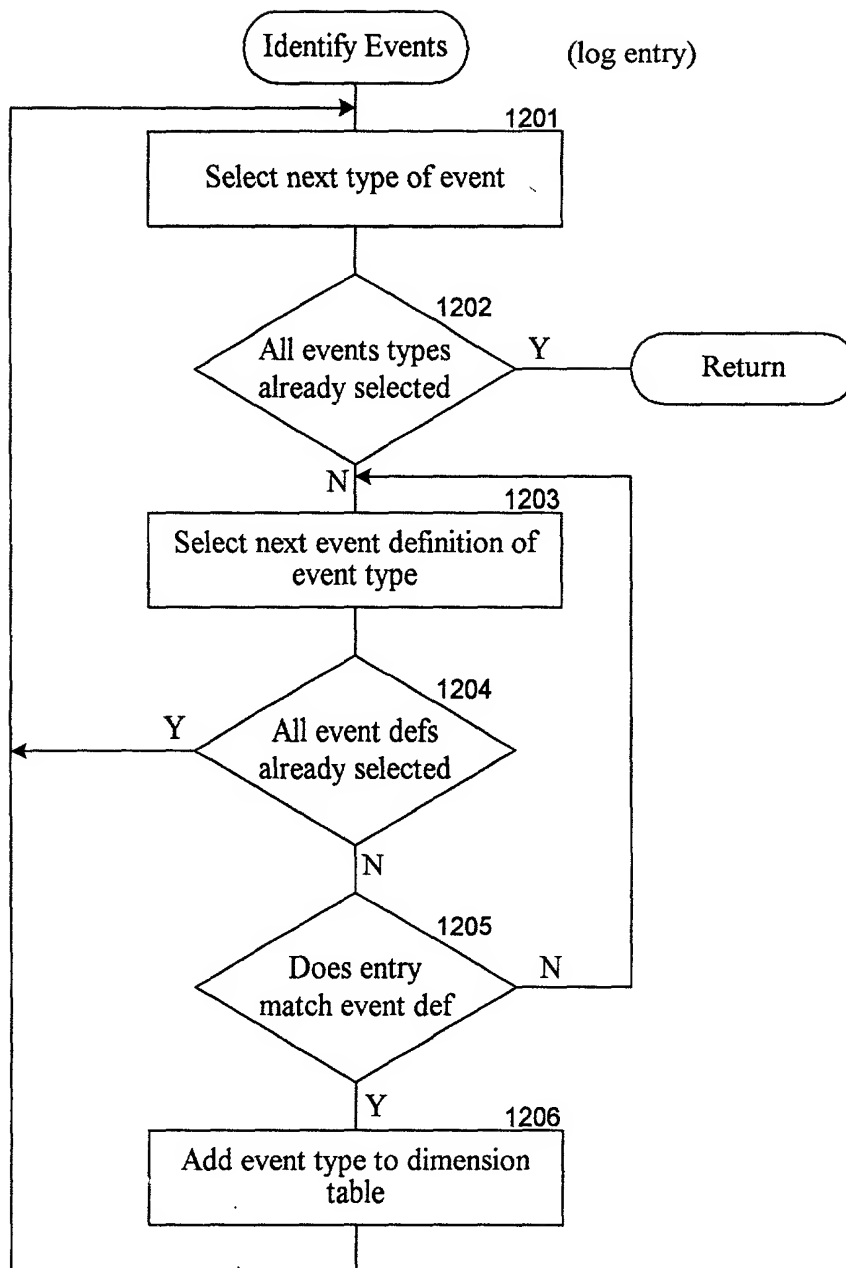 Identify Events
(log entry)
1201
Select next type of event
1202
All events types
already selected
Y
Return
N
1203
Select next event definition of
event type
1204
Y
All event defs
already selected
N
1205
Does entry
match event def
N
Y
1206
Add event type to dimension
table